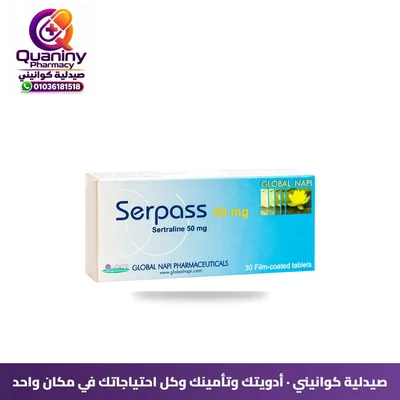 Quaniny
Pharmacy
صيدلية كوانيني
01036181518
GLOBAL NAPI
Serpass 50 mg
Sertraline 50 mg
GLOBAL NAPI PHARMACEUTICALS
www.globalnapi.com
30 Film-coated tablets
صيدلية كوانيني · أدويتك وتأمينك وكل احتياجاتك في مكان واحد